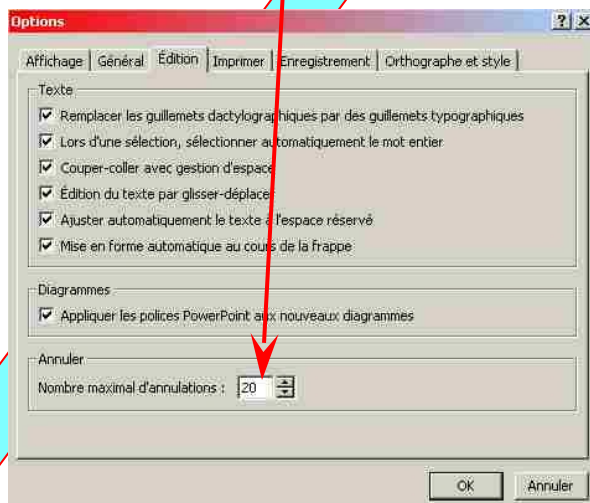 Options
Affichage Général Édition Imprimer Enregistrement Orthographe et style
Texte
Remplacer les guillemets dactylographiques par des guillemets typographiques
Lors d'une sélection, sélectionner automatiquement le mot entier
Couper-coller avec gestion d'espace
Édition du texte par glisser-déplacer
Ajuster automatiquement le texte à l'espace réservé
Mise en forme automatique au cours de la frappe
Diagrammes
Appliquer les polices PowerPoint aux nouveaux diagrammes
Annuler
Nombre maximal d'annulations : 20
OK Annuler